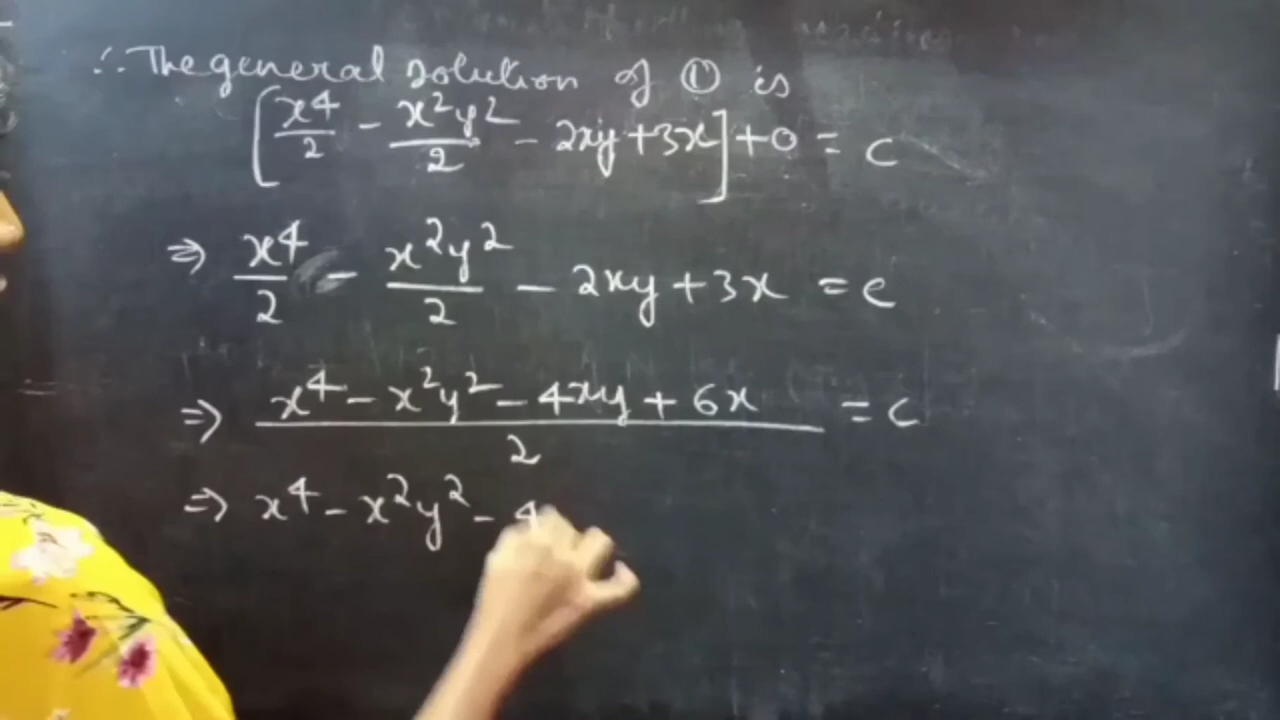 ∴ The general solution of ① is
[x⁴/2 - x²y²/2 - 2xy + 3x] + 0 = c
⇒ x⁴/2 - x²y²/2 - 2xy + 3x = c
⇒ (x⁴ - x²y² - 4xy + 6x)/2 = c
⇒ x⁴ - x²y² - 4